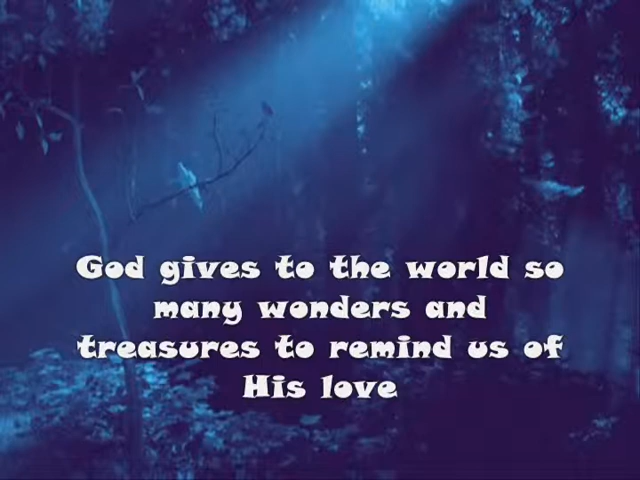 God gives to the world so
many wonders and
treasures to remind us of
His love